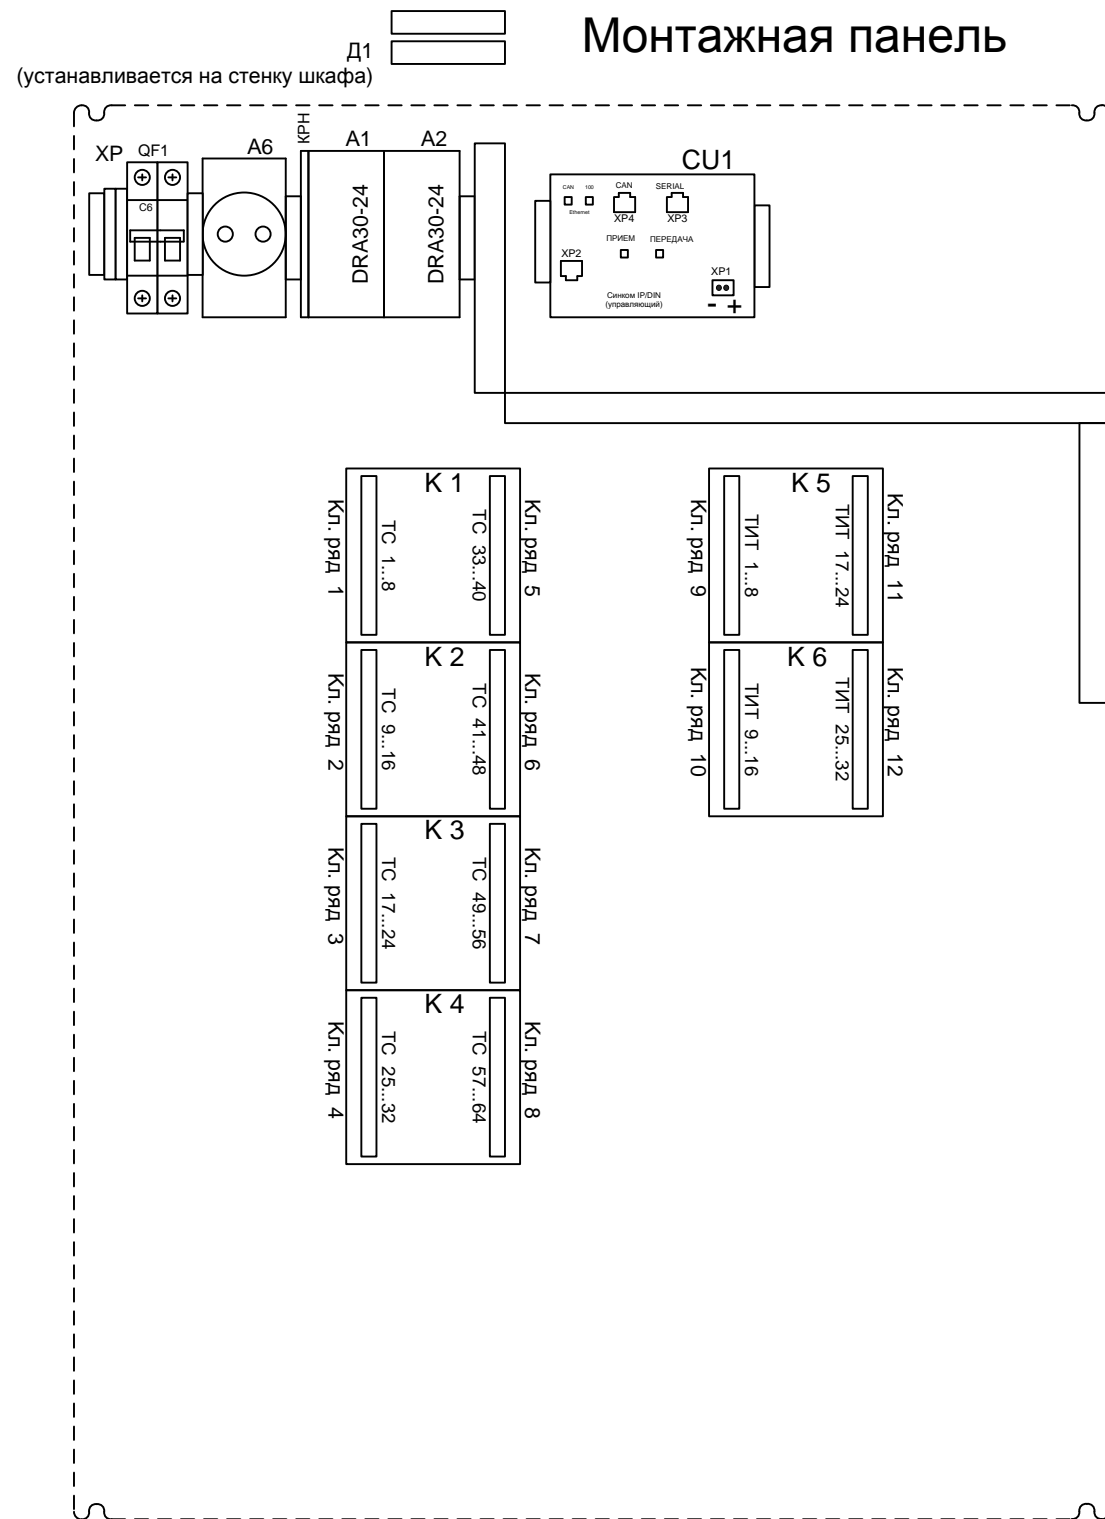 Монтажная панель
Д1
(устанавливается на стенку шкафа)
XP
QF1
C6
A6
КРН
A1
A2
DRA30-24
DRA30-24
CU1
CAN
100
Ethernet
CAN
XP4
SERIAL
XP3
ПРИЕМ
ПЕРЕДАЧА
XP2
XP1
- +
Синком IP/DIN
(управляющий)
К 1
Кл. ряд 1
ТС 1...8
ТС 33...40
Кл. ряд 5
К 2
Кл. ряд 2
ТС 9...16
ТС 41...48
Кл. ряд 6
К 3
Кл. ряд 3
ТС 17...24
ТС 49...56
Кл. ряд 7
К 4
Кл. ряд 4
ТС 25...32
ТС 57...64
Кл. ряд 8
К 5
Кл. ряд 9
ТИТ 1...8
ТИТ 17...24
Кл. ряд 11
К 6
Кл. ряд 10
ТИТ 9...16
ТИТ 25...32
Кл. ряд 12